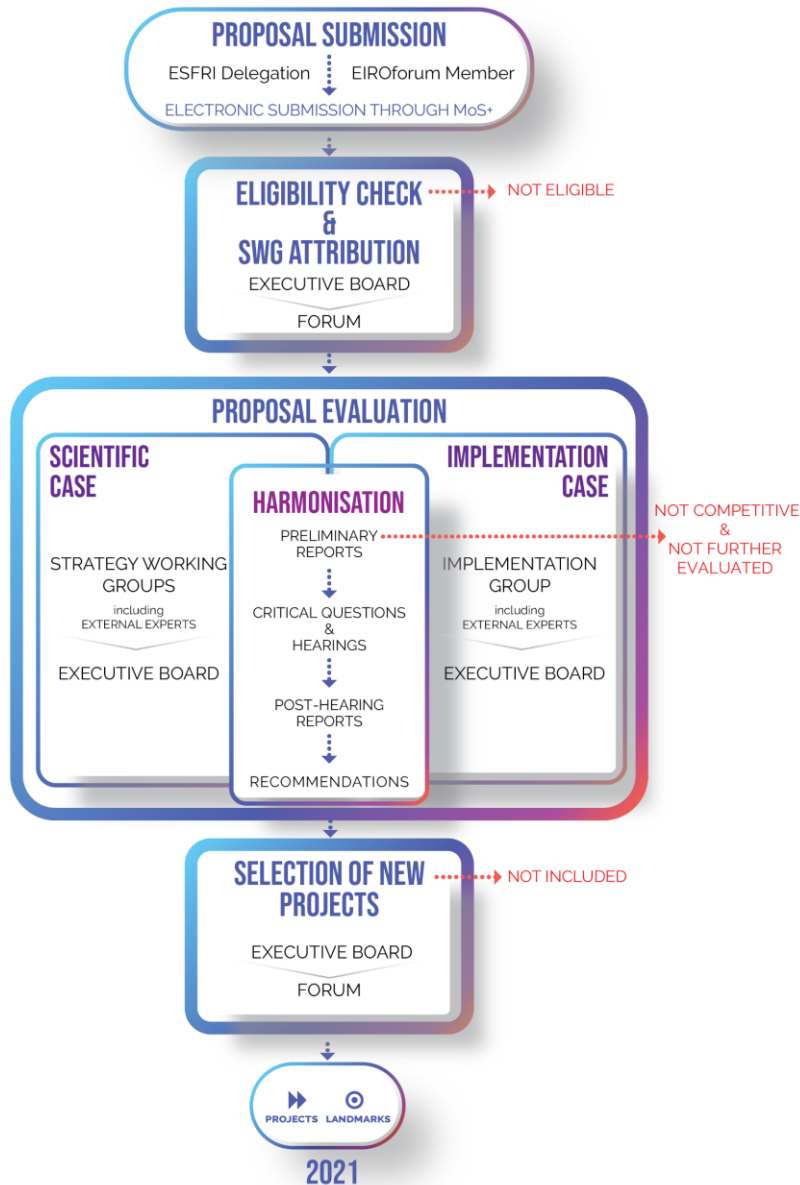 PROPOSAL SUBMISSION
ESFRI Delegation
EIROforum Member
ELECTRONIC SUBMISSION THROUGH MoS+
ELIGIBILITY CHECK
&
SWG ATTRIBUTION
NOT ELIGIBLE
EXECUTIVE BOARD
FORUM
PROPOSAL EVALUATION
SCIENTIFIC
CASE
STRATEGY WORKING
GROUPS
including
EXTERNAL EXPERTS
EXECUTIVE BOARD
HARMONISATION
PRELIMINARY
REPORTS
CRITICAL QUESTIONS
&
HEARINGS
POST-HEARING
REPORTS
RECOMMENDATIONS
IMPLEMENTATION
CASE
IMPLEMENTATION
GROUP
including
EXTERNAL EXPERTS
EXECUTIVE BOARD
NOT COMPETITIVE
&
NOT FURTHER
EVALUATED
SELECTION OF NEW
PROJECTS
NOT INCLUDED
EXECUTIVE BOARD
FORUM
PROJECTS
LANDMARKS
2021